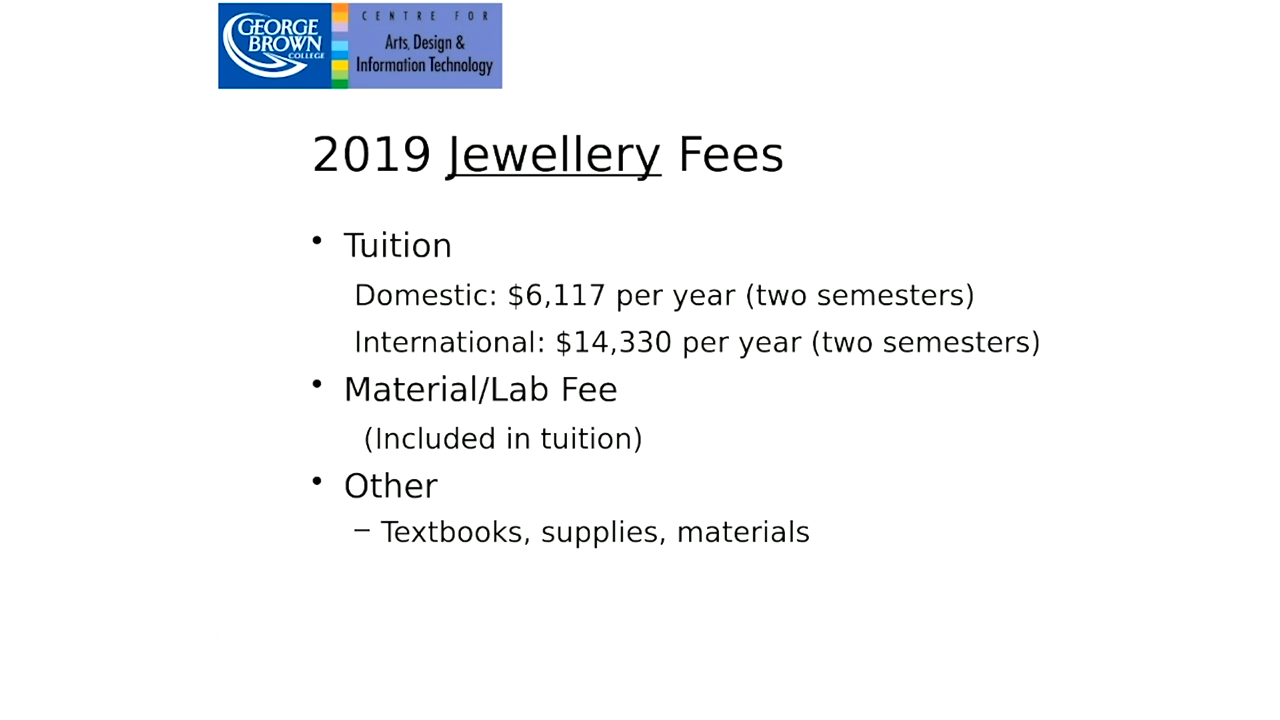 GEORGE
BROWN
COLLEGE
CENTRE FOR
Arts, Design &
Information Technology
2019 Jewellery Fees
• Tuition
Domestic: $6,117 per year (two semesters)
International: $14,330 per year (two semesters)
• Material/Lab Fee
(Included in tuition)
• Other
– Textbooks, supplies, materials